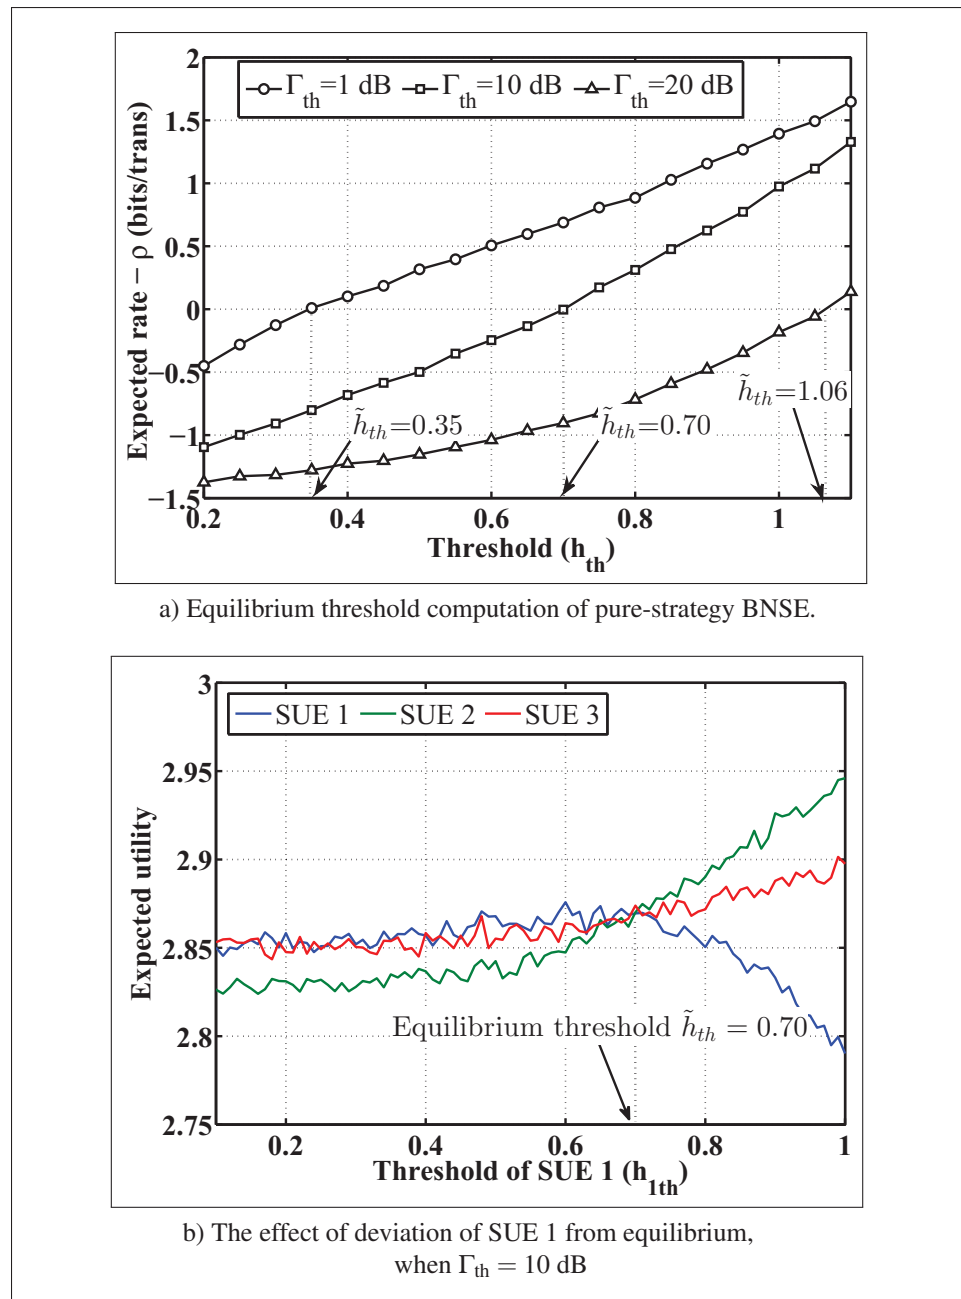 2
1.5
1
0.5
0
−0.5
−1
−1.5
Expected rate − ρ (bits/trans)
Γth=1 dB Γth=10 dB Γth=20 dB
h̃th=0.35
h̃th=0.70
h̃th=1.06
0.2 0.4 0.6 0.8 1
Threshold (hth)
a) Equilibrium threshold computation of pure-strategy BNSE.
3
2.95
2.9
2.85
2.8
2.75
Expected utility
SUE 1 SUE 2 SUE 3
Equilibrium threshold h̃th = 0.70
0.2 0.4 0.6 0.8 1
Threshold of SUE 1 (h1th)
b) The effect of deviation of SUE 1 from equilibrium,
when Γth = 10 dB